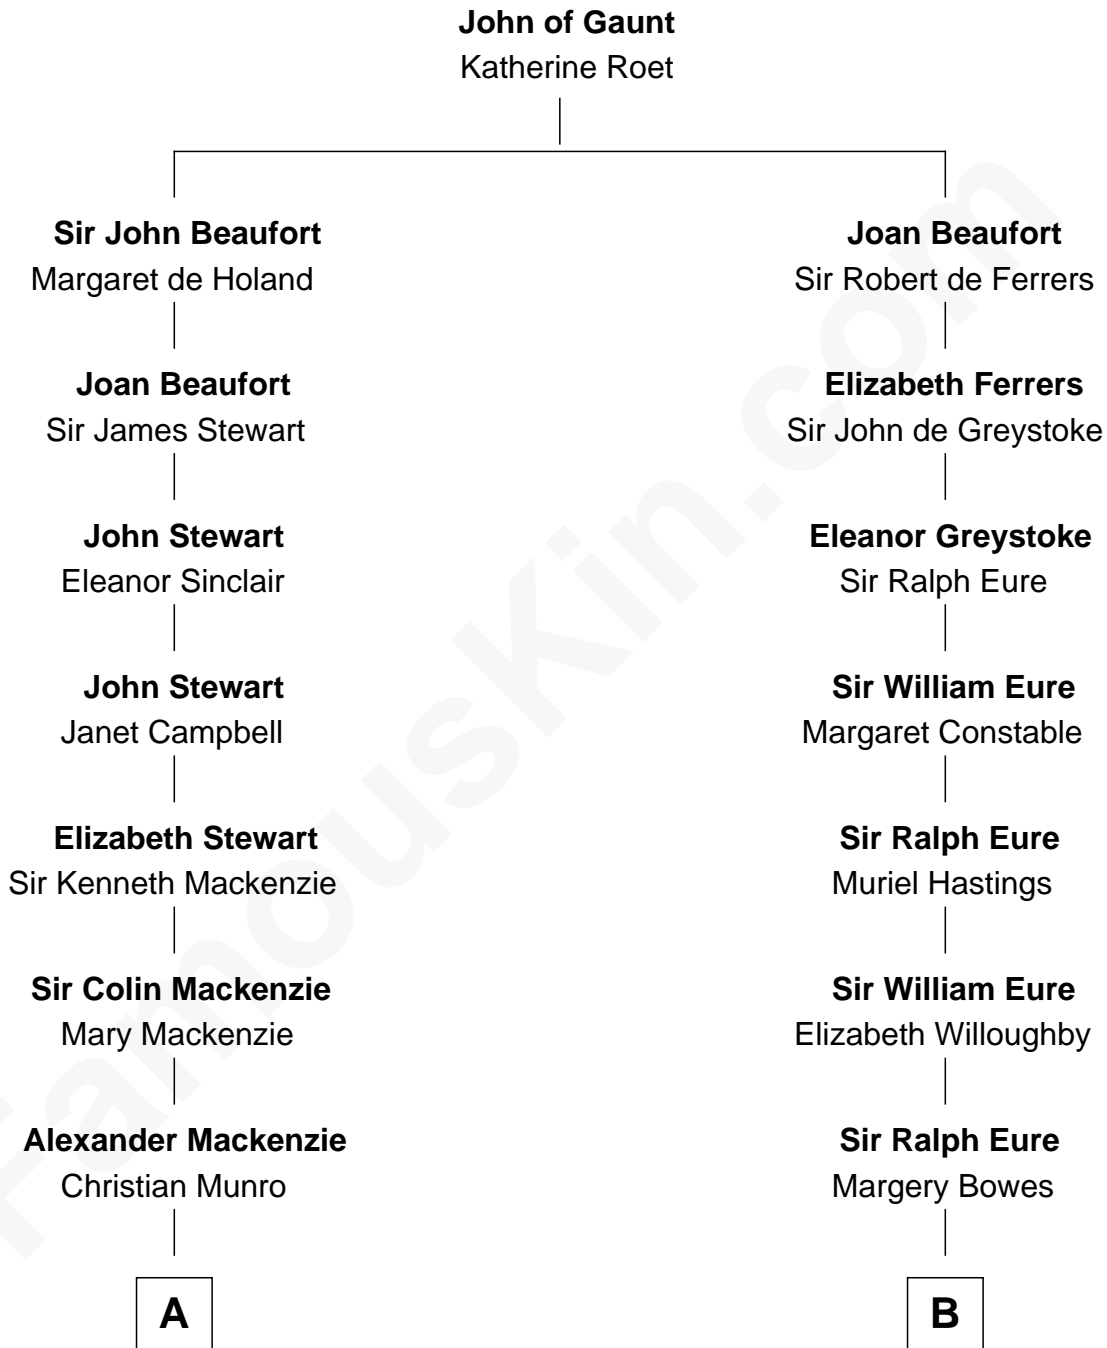 John of Gaunt
Katherine Roet
Sir John Beaufort
Margaret de Holand
Joan Beaufort
Sir James Stewart
John Stewart
Eleanor Sinclair
John Stewart
Janet Campbell
Elizabeth Stewart
Sir Kenneth Mackenzie
Sir Colin Mackenzie
Mary Mackenzie
Alexander Mackenzie
Christian Munro
A
Joan Beaufort
Sir Robert de Ferrers
Elizabeth Ferrers
Sir John de Greystoke
Eleanor Greystoke
Sir Ralph Eure
Sir William Eure
Margaret Constable
Sir Ralph Eure
Muriel Hastings
Sir William Eure
Elizabeth Willoughby
Sir Ralph Eure
Margery Bowes
B
FamousKin.com